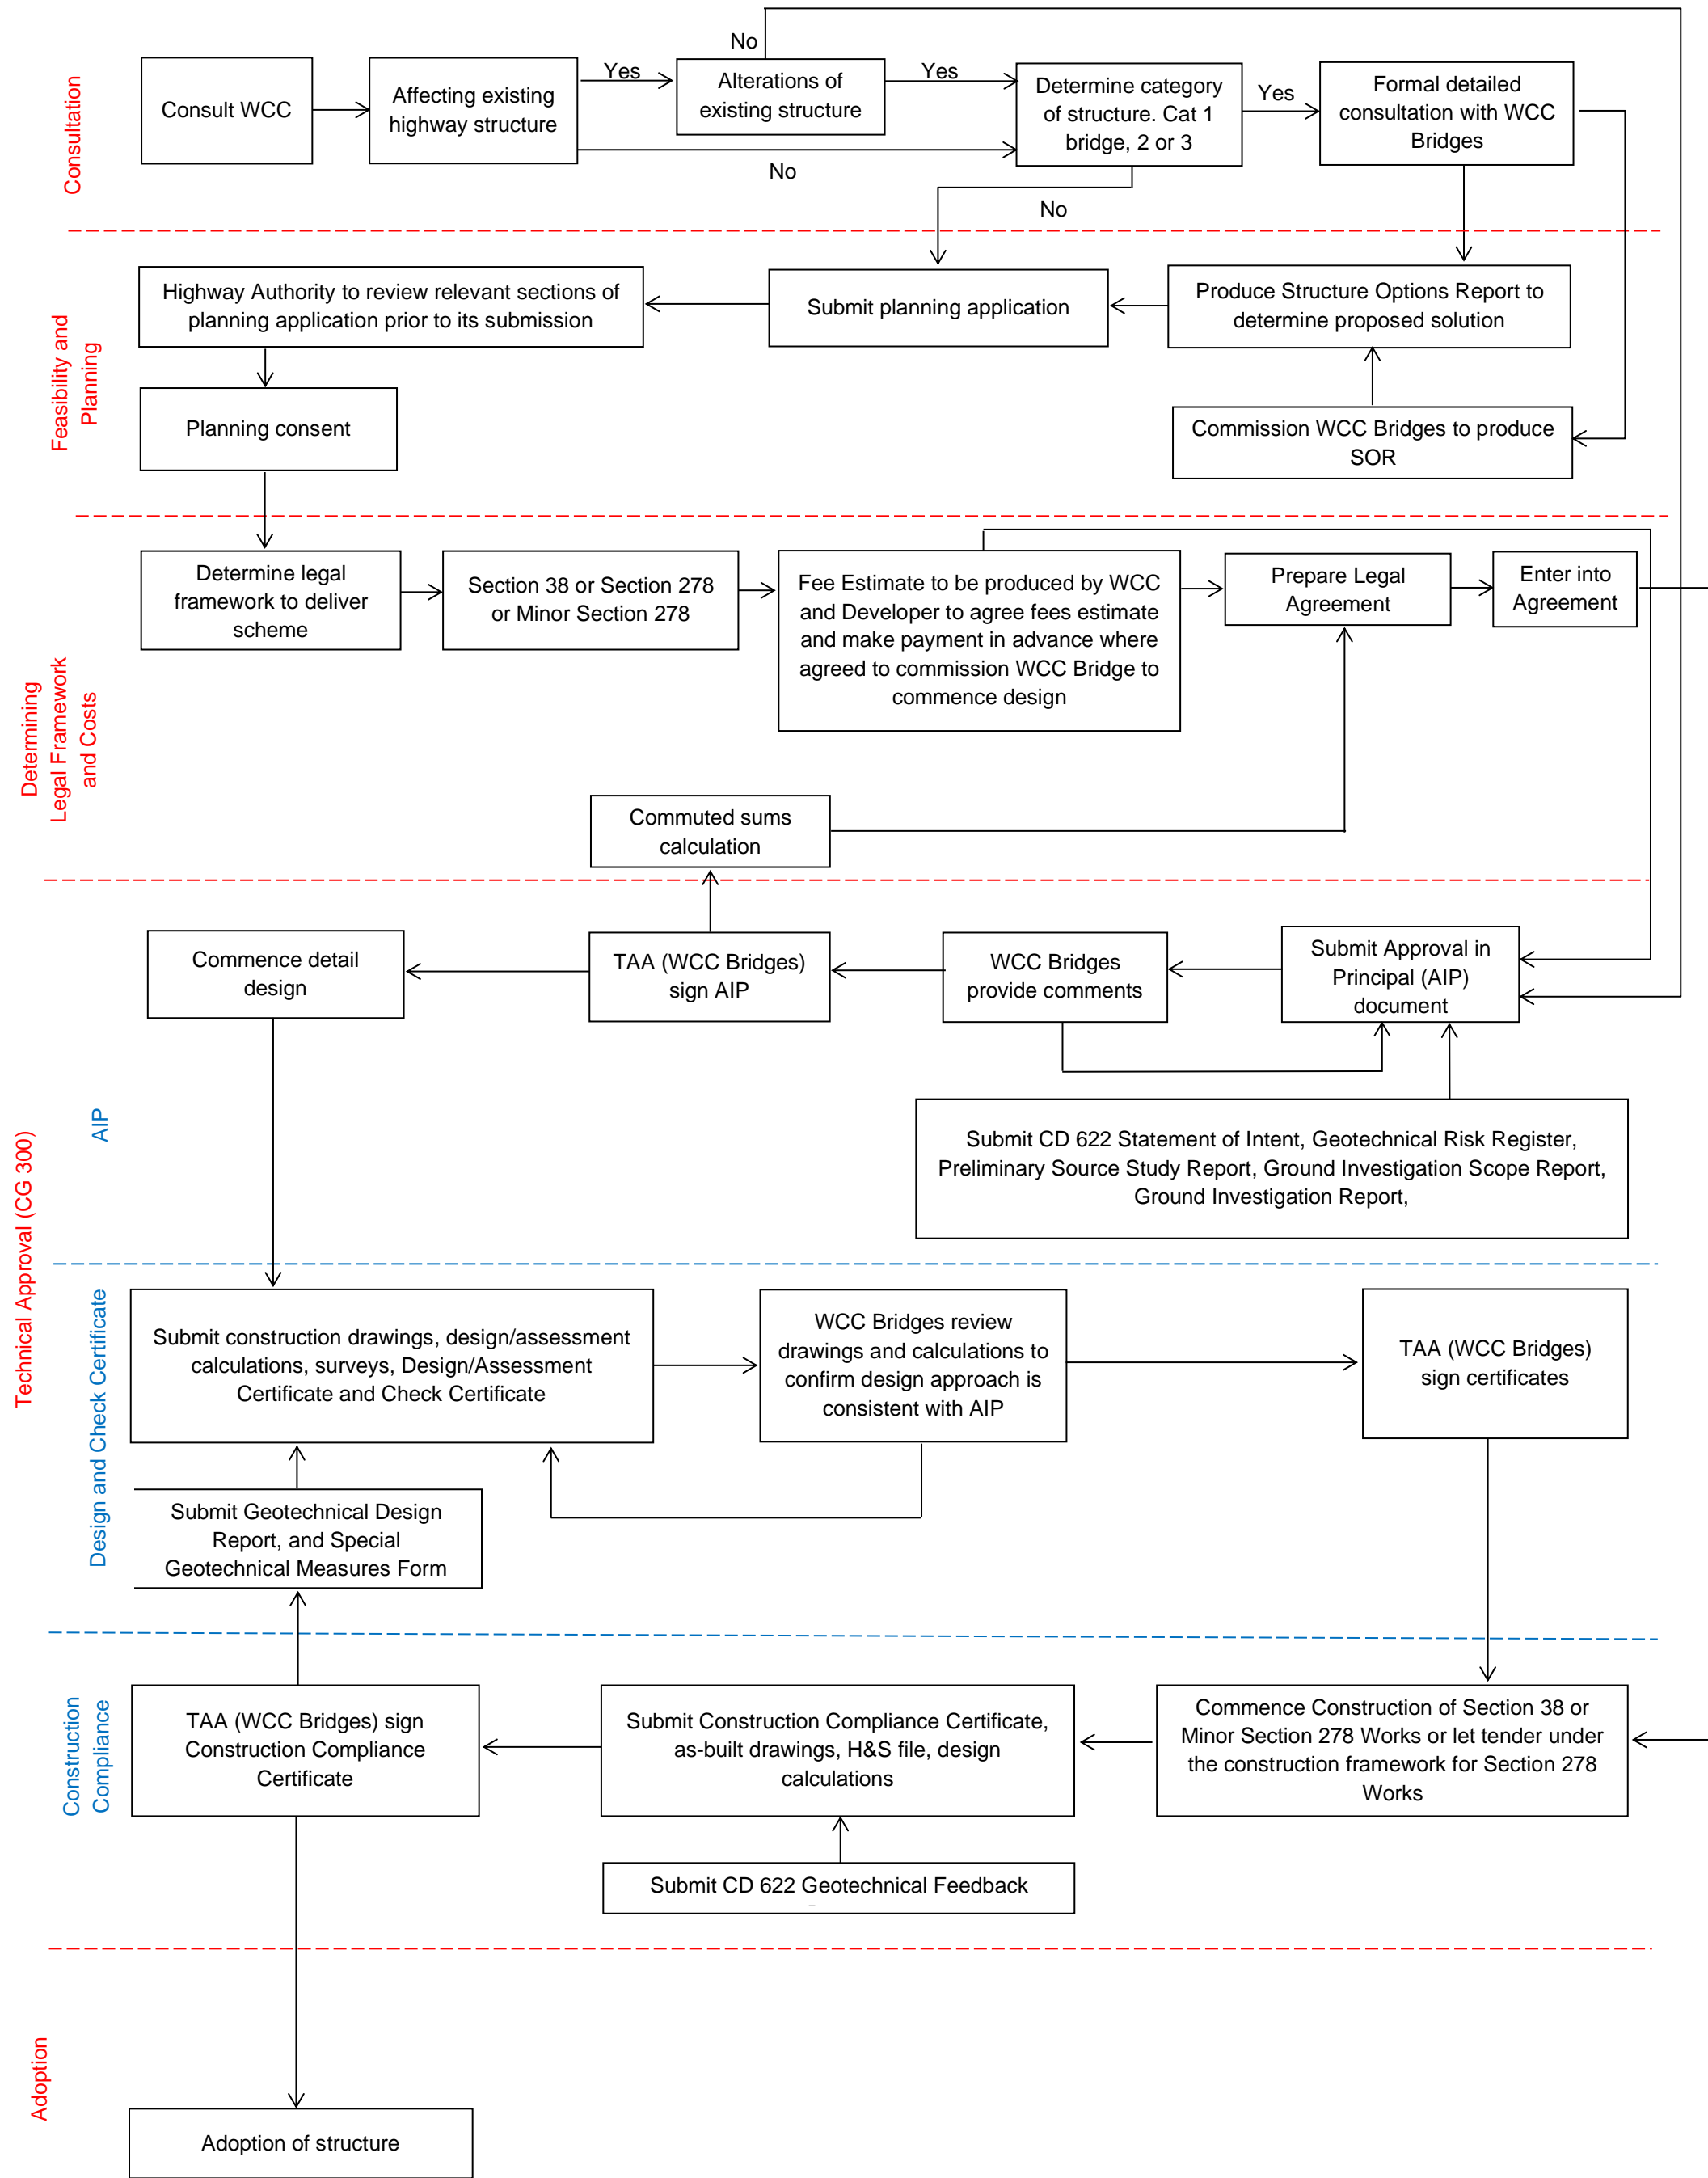 No
Consultation
Consult WCC
Affecting existing
highway structure
Yes
Alterations of
existing structure
Yes
Determine category
of structure. Cat 1
bridge, 2 or 3
Yes
Formal detailed
consultation with WCC
Bridges
No
No
Feasibility and
Planning
Highway Authority to review relevant sections of
planning application prior to its submission
Submit planning application
Produce Structure Options Report to
determine proposed solution
Planning consent
Commission WCC Bridges to produce
SOR
Determining
Legal Framework
and Costs
Determine legal
framework to deliver
scheme
Section 38 or Section 278
or Minor Section 278
Fee Estimate to be produced by WCC
and Developer to agree fees estimate
and make payment in advance where
agreed to commission WCC Bridge to
commence design
Prepare Legal
Agreement
Enter into
Agreement
Commuted sums
calculation
Technical Approval (CG 300)
AIP
Commence detail
design
TAA (WCC Bridges)
sign AIP
WCC Bridges
provide comments
Submit Approval in
Principal (AIP)
document
Submit CD 622 Statement of Intent, Geotechnical Risk Register,
Preliminary Source Study Report, Ground Investigation Scope Report,
Ground Investigation Report,
Design and Check Certificate
Submit construction drawings, design/assessment
calculations, surveys, Design/Assessment
Certificate and Check Certificate
WCC Bridges review
drawings and calculations to
confirm design approach is
consistent with AIP
TAA (WCC Bridges)
sign certificates
Submit Geotechnical Design
Report, and Special
Geotechnical Measures Form
Construction
Compliance
TAA (WCC Bridges) sign
Construction Compliance
Certificate
Submit Construction Compliance Certificate,
as-built drawings, H&S file, design
calculations
Commence Construction of Section 38 or
Minor Section 278 Works or let tender under
the construction framework for Section 278
Works
Submit CD 622 Geotechnical Feedback
Adoption
Adoption of structure